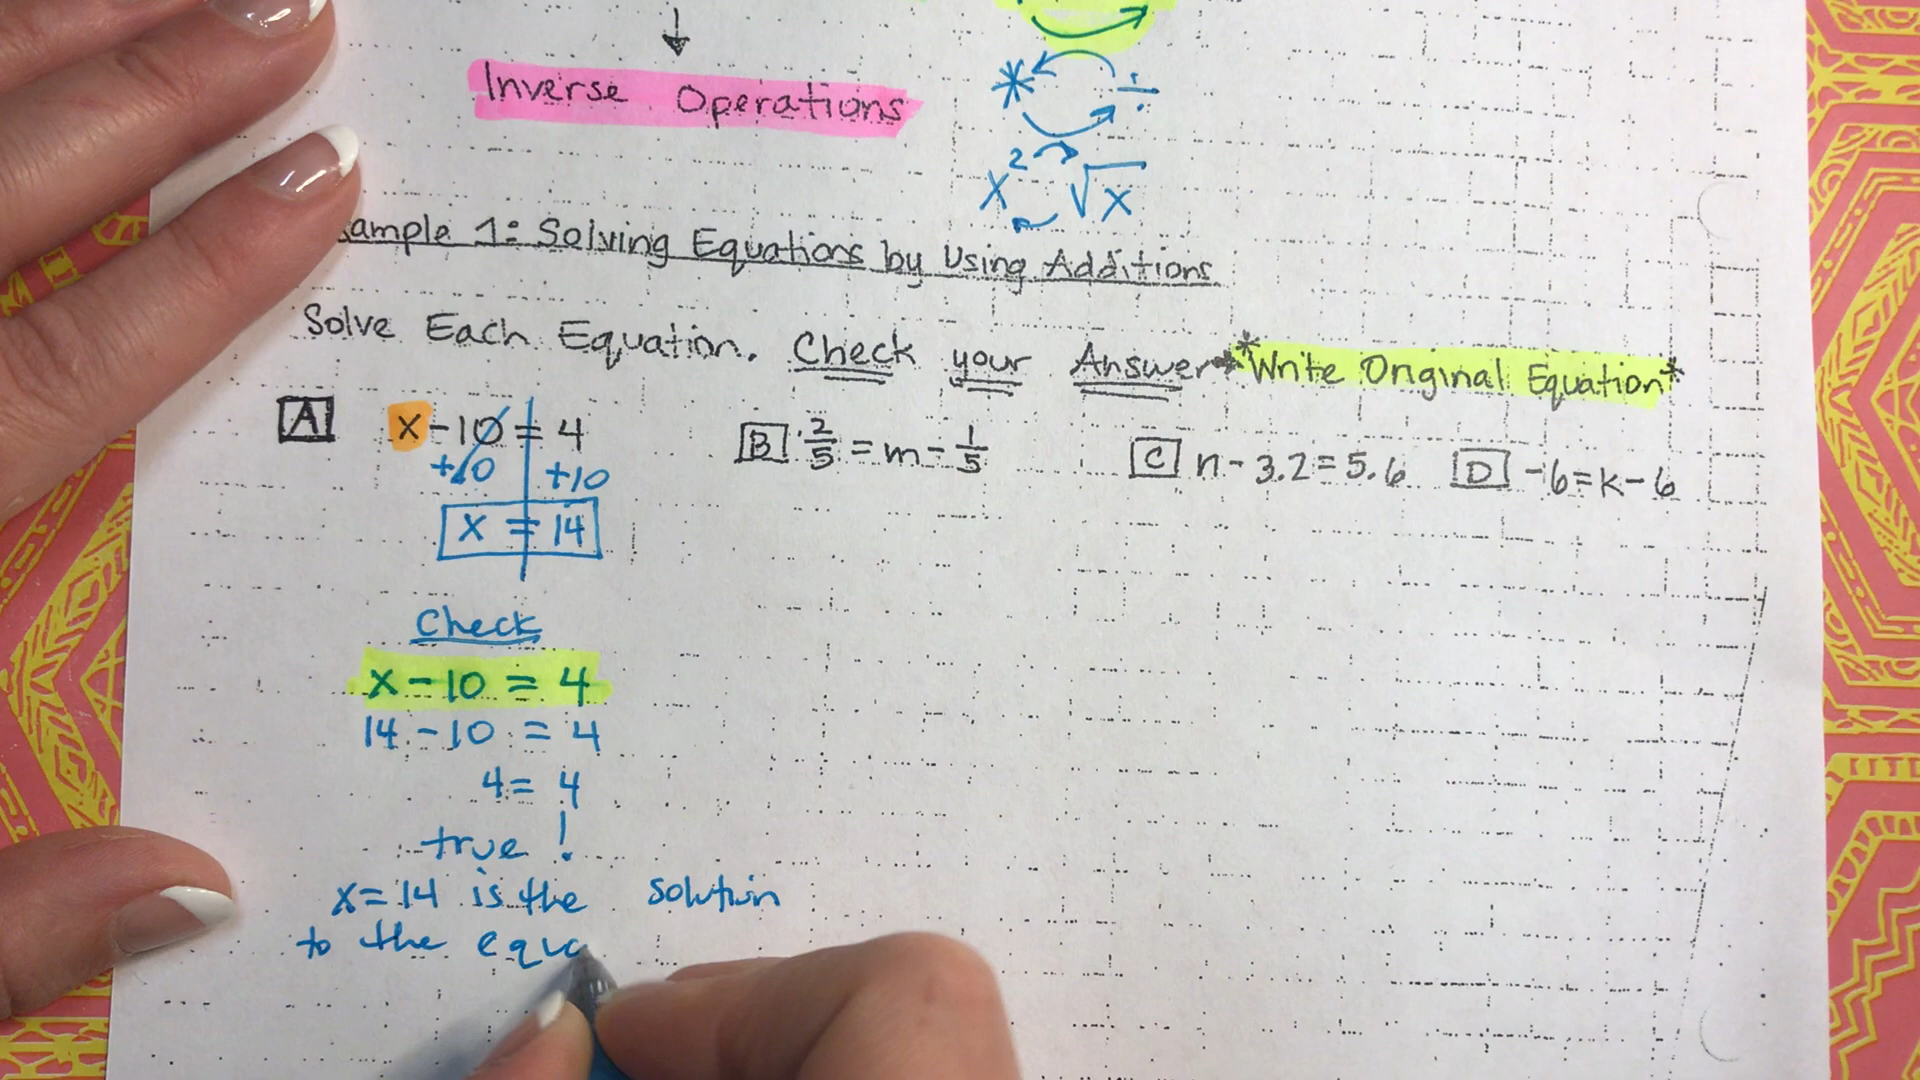 Inverse Operations
* ÷
x² √x
ample 1: Solving Equations by Using Additions
Solve Each Equation. Check your Answer *Write Original Equation*
A x - 10 = 4
+10 +10
x = 14
B 2/5 = m - 1/5
C n - 3.2 = 5.6
D -6 = k - 6
Check
x - 10 = 4
14 - 10 = 4
4 = 4
true!
x = 14 is the solution
to the equa